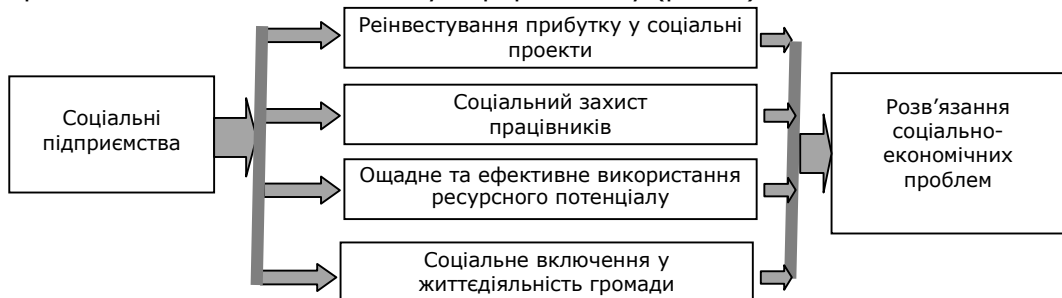 Соціальні
підприємства
Реінвестування прибутку у соціальні
проекти
Соціальний захист
працівників
Ощадне та ефективне використання
ресурсного потенціалу
Соціальне включення у
життєдіяльність громади
Розв’язання
соціально-
економічних
проблем